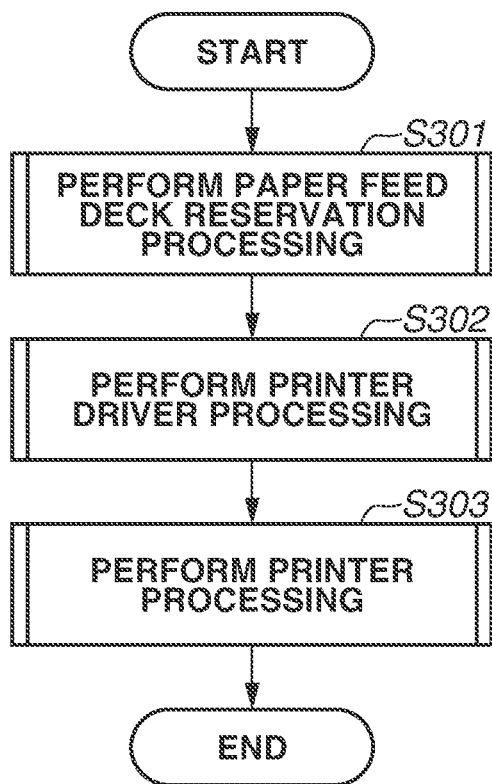 START
S301
PERFORM PAPER FEED
DECK RESERVATION
PROCESSING
S302
PERFORM PRINTER
DRIVER PROCESSING
S303
PERFORM PRINTER
PROCESSING
END